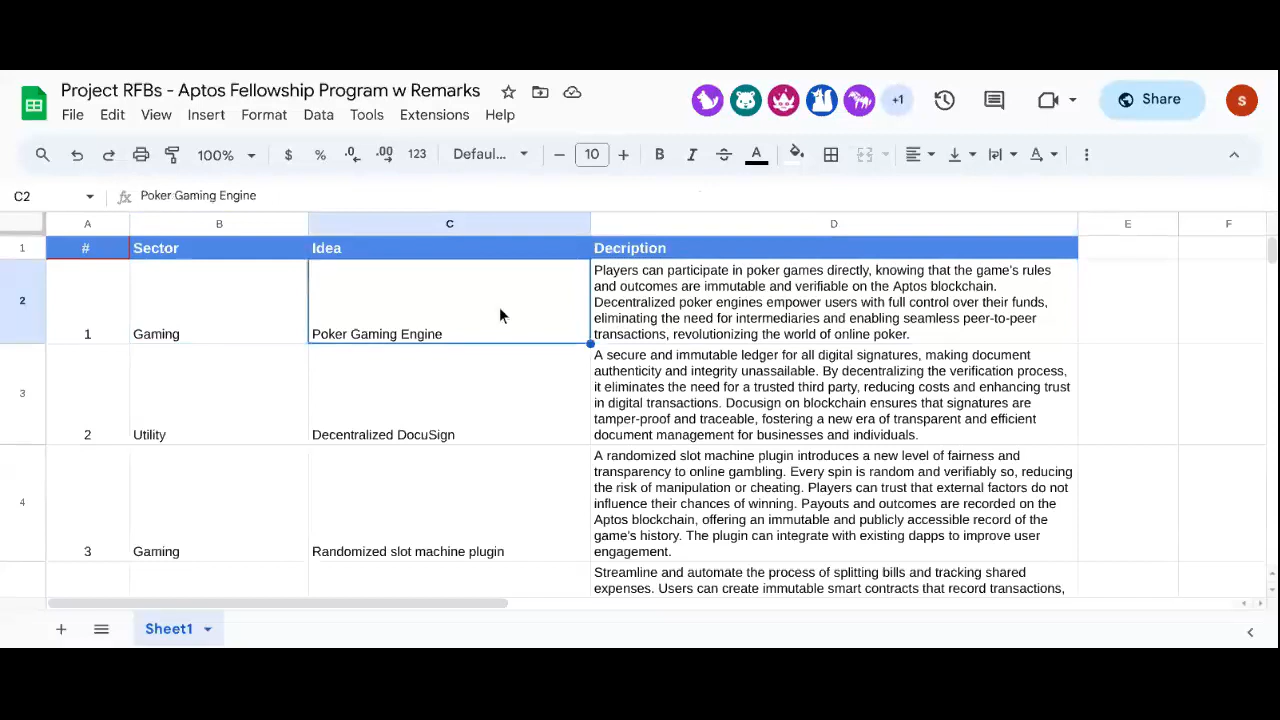 Project RFBs - Aptos Fellowship Program w Remarks
+1
Share
S
File Edit View Insert Format Data Tools Extensions Help
100% $ % .0 .00 123 Defaul... 10 B I A A
C2 fx Poker Gaming Engine
A B C D E F
1 # Sector Idea Decription
2 1 Gaming Poker Gaming Engine
Players can participate in poker games directly, knowing that the game's rules
and outcomes are immutable and verifiable on the Aptos blockchain.
Decentralized poker engines empower users with full control over their funds,
eliminating the need for intermediaries and enabling seamless peer-to-peer
transactions, revolutionizing the world of online poker.
3 2 Utility Decentralized DocuSign
A secure and immutable ledger for all digital signatures, making document
authenticity and integrity unassailable. By decentralizing the verification process,
it eliminates the need for a trusted third party, reducing costs and enhancing trust
in digital transactions. Docusign on blockchain ensures that signatures are
tamper-proof and traceable, fostering a new era of transparent and efficient
document management for businesses and individuals.
4 3 Gaming Randomized slot machine plugin
A randomized slot machine plugin introduces a new level of fairness and
transparency to online gambling. Every spin is random and verifiably so, reducing
the risk of manipulation or cheating. Players can trust that external factors do not
influence their chances of winning. Payouts and outcomes are recorded on the
Aptos blockchain, offering an immutable and publicly accessible record of the
game's history. The plugin can integrate with existing dapps to improve user
engagement.
Streamline and automate the process of splitting bills and tracking shared
expenses. Users can create immutable smart contracts that record transactions,
Sheet1